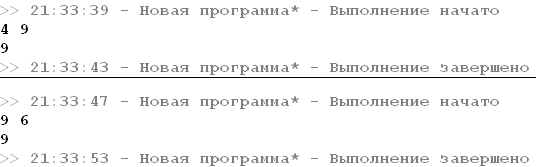 >> 21:33:39 - Новая программа* - Выполнение начато
4 9
9
>> 21:33:43 - Новая программа* - Выполнение завершено
>> 21:33:47 - Новая программа* - Выполнение начато
9 6
9
>> 21:33:53 - Новая программа* - Выполнение завершено